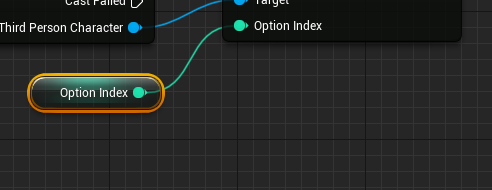 Cast Failed
Target
Third Person Character
Option Index
Option Index